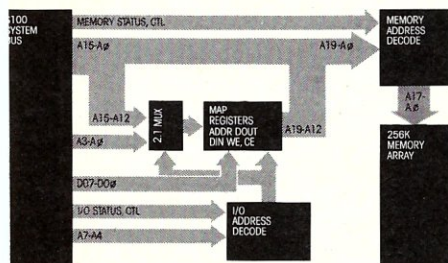 S100
SYSTEM
BUS
MEMORY STATUS, CTL
A15-AØ
A19-AØ
MEMORY
ADDRESS
DECODE
A17-
AØ
A15-A12
2.1 MUX
MAP
REGISTERS
ADDR DOUT
DIN WE, CE
A19-A12
256K
MEMORY
ARRAY
A3-AØ
DO7-DOØ
I/O STATUS, CTL
I/O
ADDRESS
DECODE
A7-A4